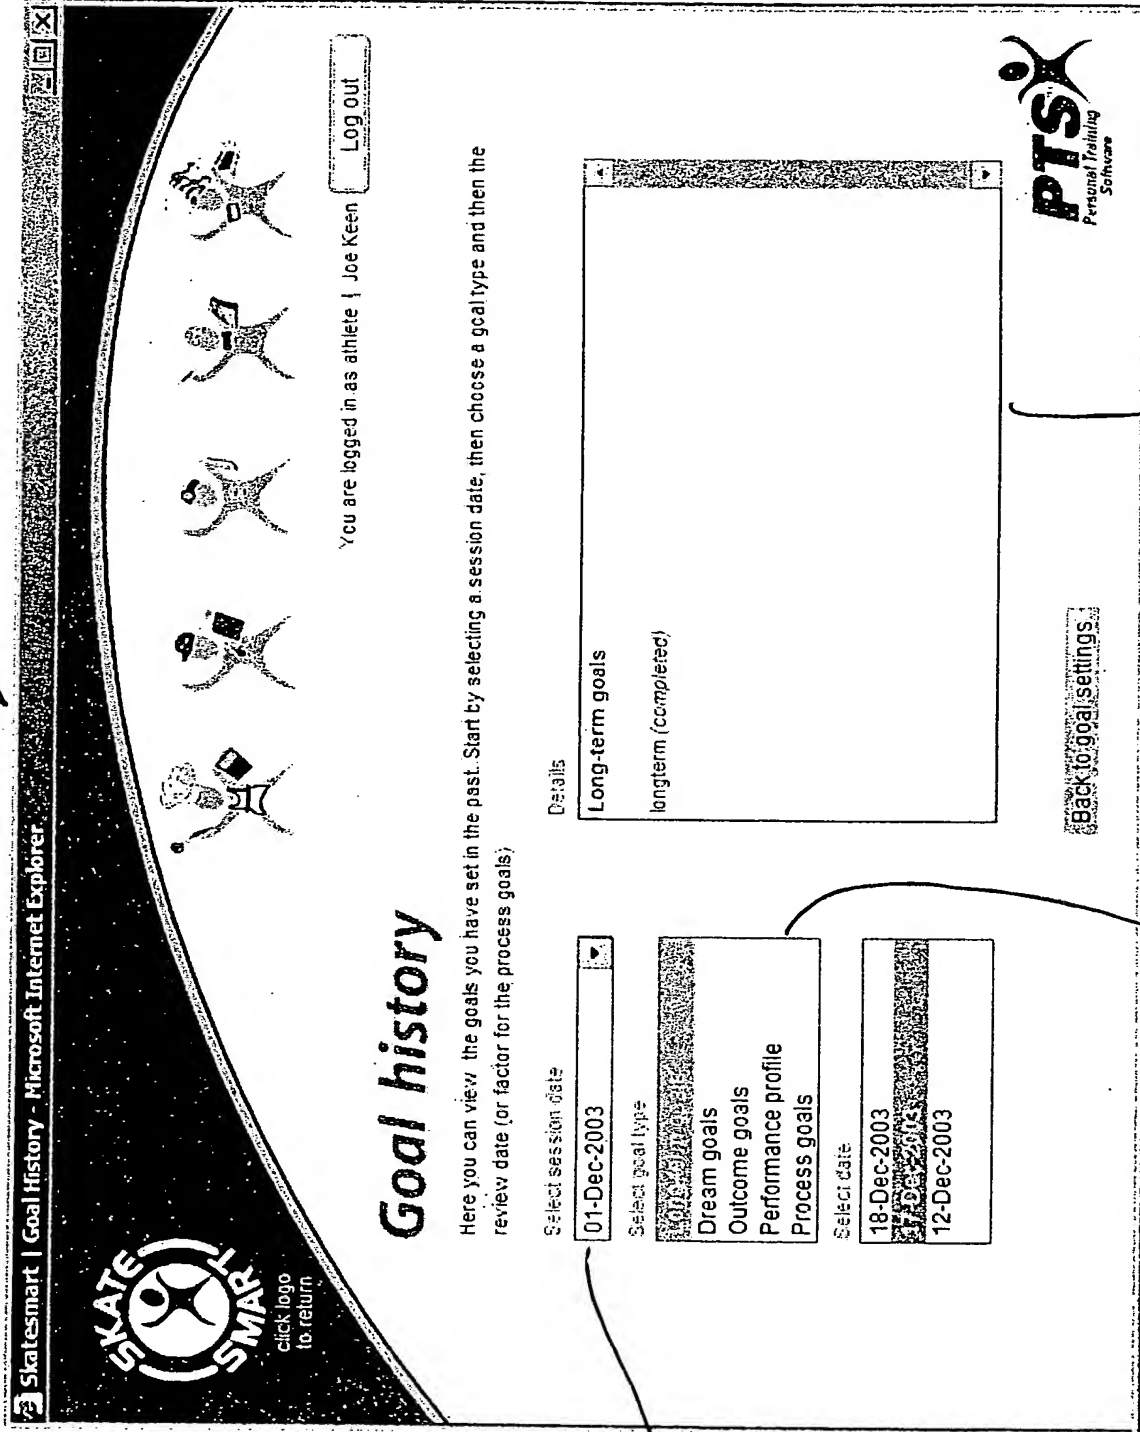 Skatesmart | Goal History - Microsoft Internet Explorer
SKATE
SMART
click logo
to return
You are logged in as athlete | Joe Keen
Log out
Goal history
Here you can view the goals you have set in the past. Start by selecting a session date, then choose a goal type and then the
review date (or factor for the process goals)
Select session date
01-Dec-2003
Select goal type
Dream goals
Outcome goals
Performance profile
Process goals
Select date
18-Dec-2003
12-Dec-2003
Details
Long-term goals
longterm (completed)
Back to goal settings
PTS
Personal Training
Software